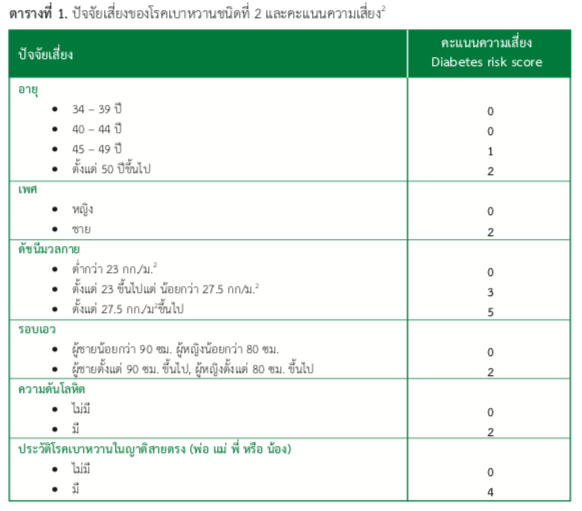 ตารางที่ 1. ปัจจัยเสี่ยงของโรคเบาหวานชนิดที่ 2 และคะแนนความเสี่ยง²
ปัจจัยเสี่ยง
คะแนนความเสี่ยง
Diabetes risk score
อายุ
• 34 – 39 ปี 0
• 40 – 44 ปี 0
• 45 – 49 ปี 1
• ตั้งแต่ 50 ปีขึ้นไป 2
เพศ
• หญิง 0
• ชาย 2
ดัชนีมวลกาย
• ต่ำกว่า 23 กก./ม.² 0
• ตั้งแต่ 23 ขึ้นไปแต่ น้อยกว่า 27.5 กก/ม.² 3
• ตั้งแต่ 27.5 กก./ม²ขึ้นไป 5
รอบเอว
• ผู้ชายน้อยกว่า 90 ซม. ผู้หญิงน้อยกว่า 80 ซม. 0
• ผู้ชายตั้งแต่ 90 ซม. ขึ้นไป, ผู้หญิงตั้งแต่ 80 ซม. ขึ้นไป 2
ความดันโลหิต
• ไม่มี 0
• มี 2
ประวัติโรคเบาหวานในญาติสายตรง (พ่อ แม่ พี่ หรือ น้อง)
• ไม่มี 0
• มี 4